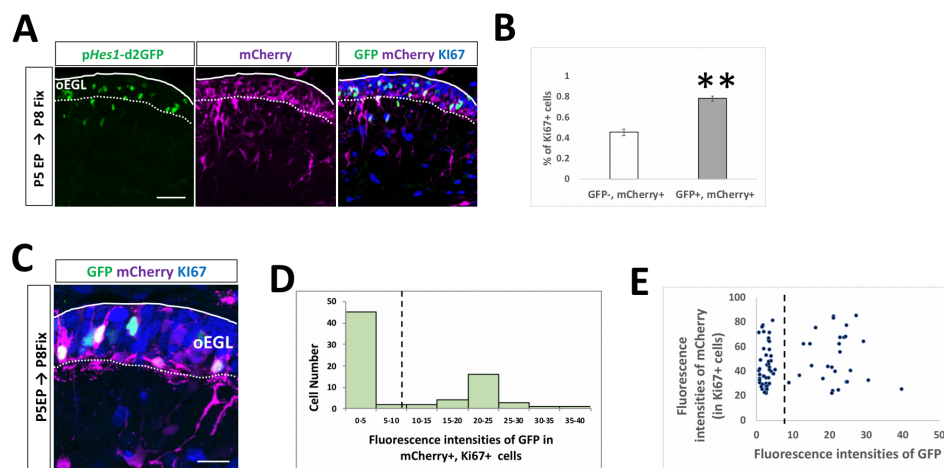 A
pHes1-d2GFP
mCherry
GFP mCherry KI67
P5 EP → P8 Fix
oEGL
B
% of Ki67+ cells
1
0.8
0.6
0.4
0.2
0
**
GFP-, mCherry+
GFP+, mCherry+
C
GFP mCherry KI67
P5EP → P8Fix
oEGL
D
Cell Number
50
40
30
20
10
0
0-5
5-10
10-15
15-20
20-25
25-30
30-35
35-40
Fluorescence intensities of GFP in
mCherry+, Ki67+ cells
E
Fluorescence
intensities of mCherry
(in Ki67+ cells)
100
80
60
40
20
0
0
10
20
30
40
50
Fluorescence intensities of GFP